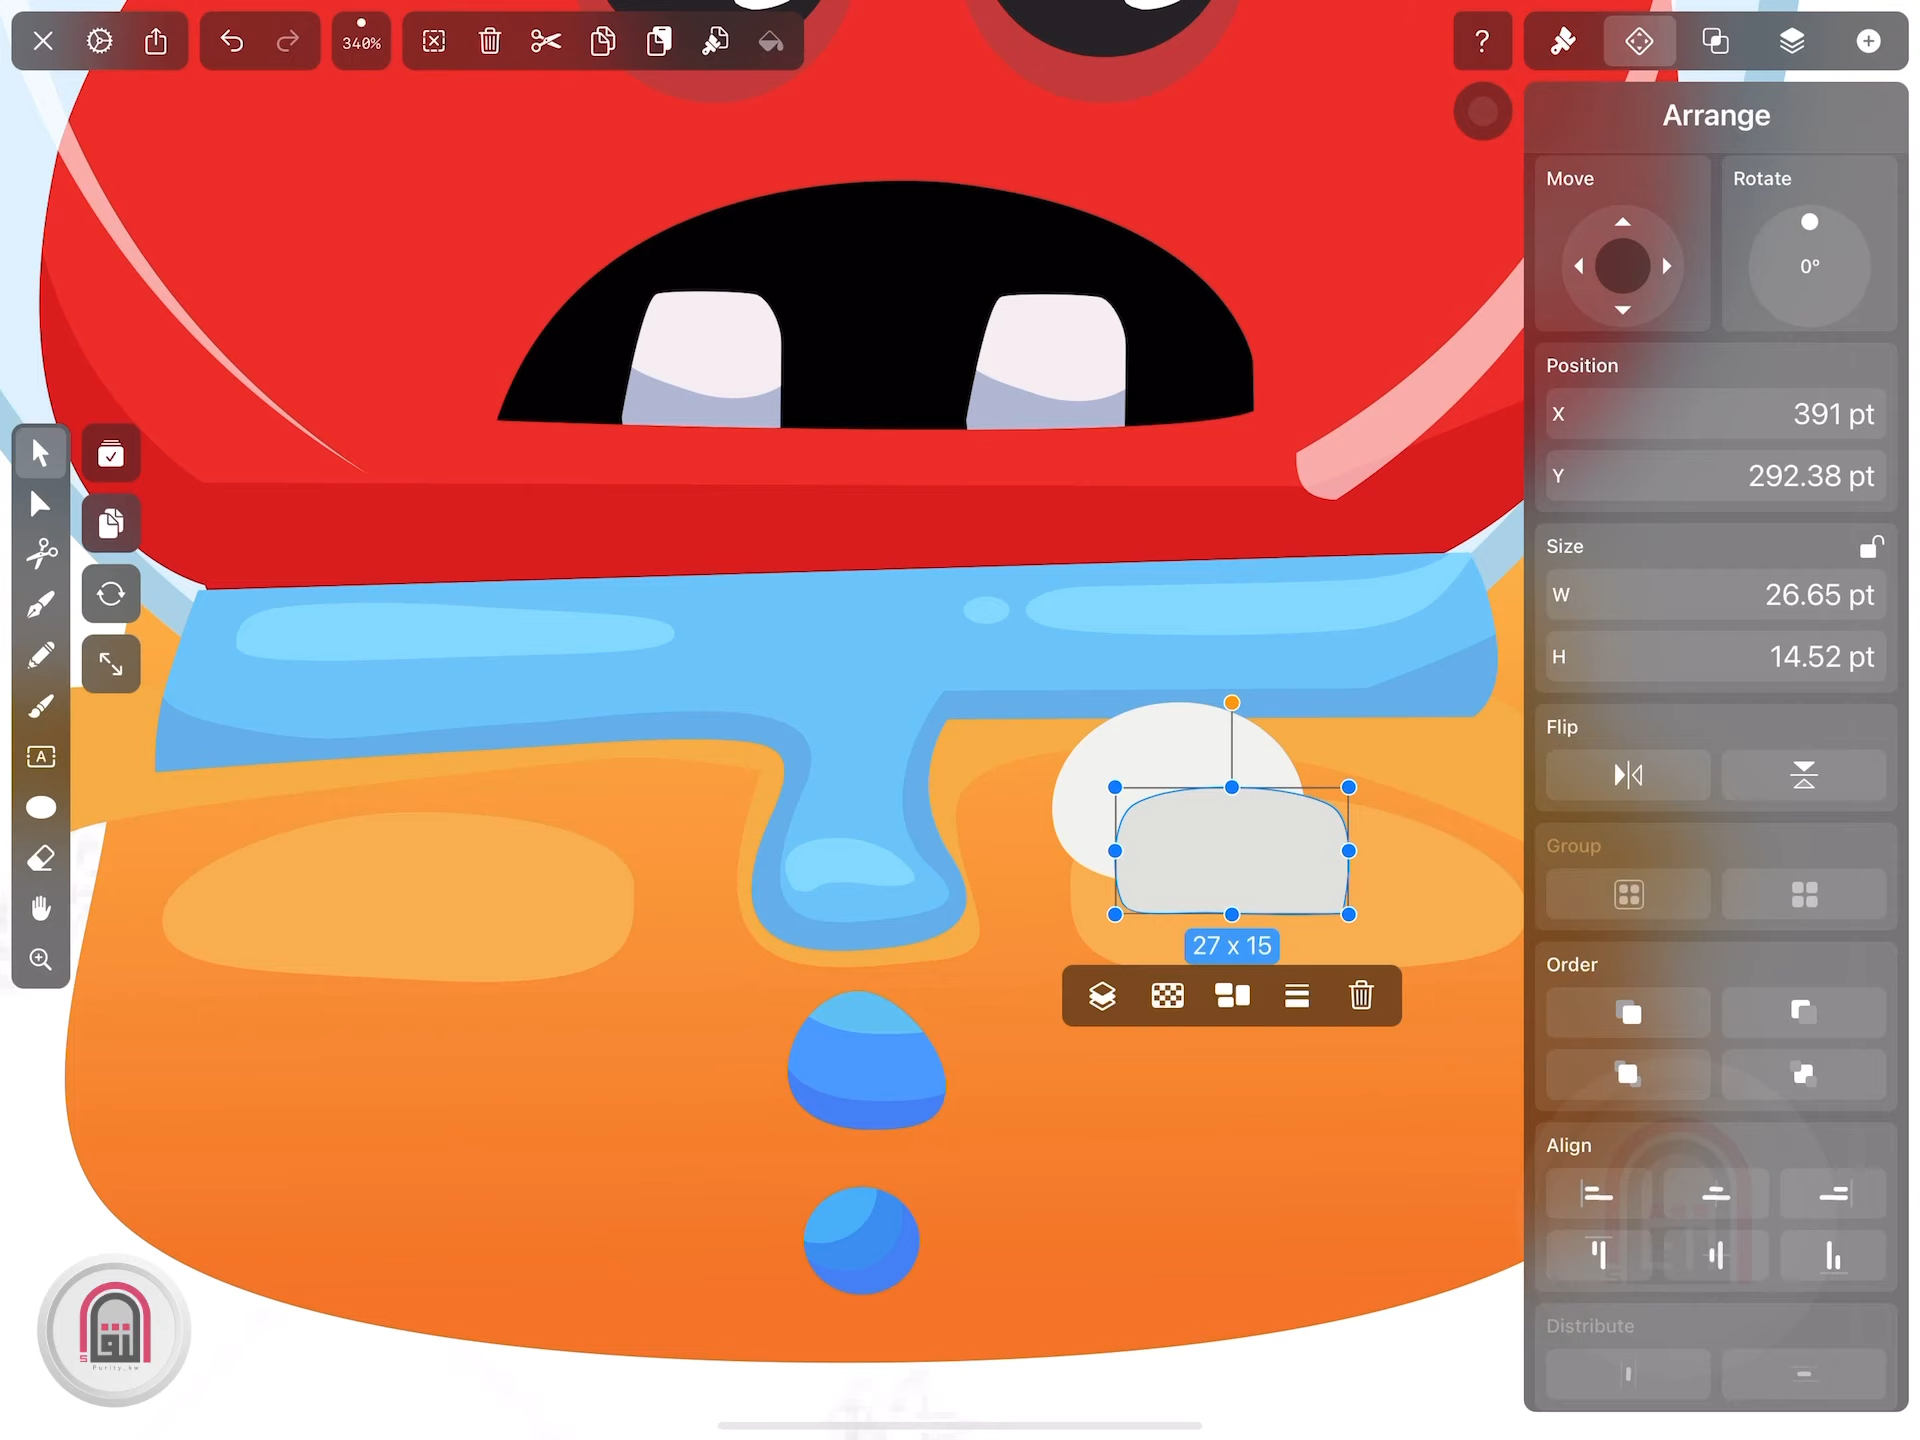 340%
?
Arrange
Move
Rotate
0°
Position
X
391 pt
Y
292.38 pt
Size
W
26.65 pt
H
14.52 pt
Flip
A
Group
27 x 15
Order
Align
Distribute
Purity_kw